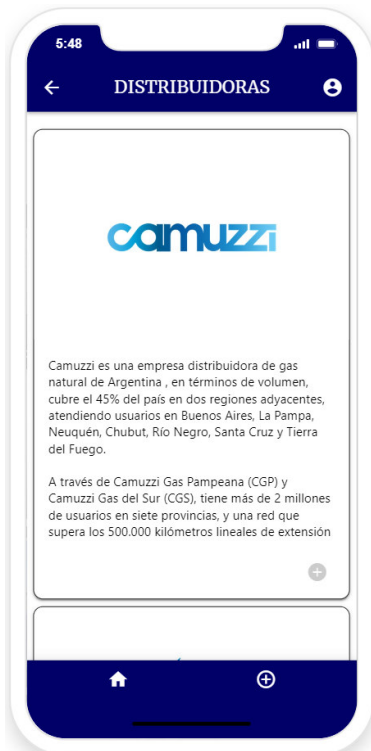 5:48
DISTRIBUIDORAS
camuzzi
Camuzzi es una empresa distribuidora de gas
natural de Argentina , en términos de volumen,
cubre el 45% del país en dos regiones adyacentes,
atendiendo usuarios en Buenos Aires, La Pampa,
Neuquén, Chubut, Río Negro, Santa Cruz y Tierra
del Fuego.
A través de Camuzzi Gas Pampeana (CGP) y
Camuzzi Gas del Sur (CGS), tiene más de 2 millones
de usuarios en siete provincias, y una red que
supera los 500.000 kilómetros lineales de extensión